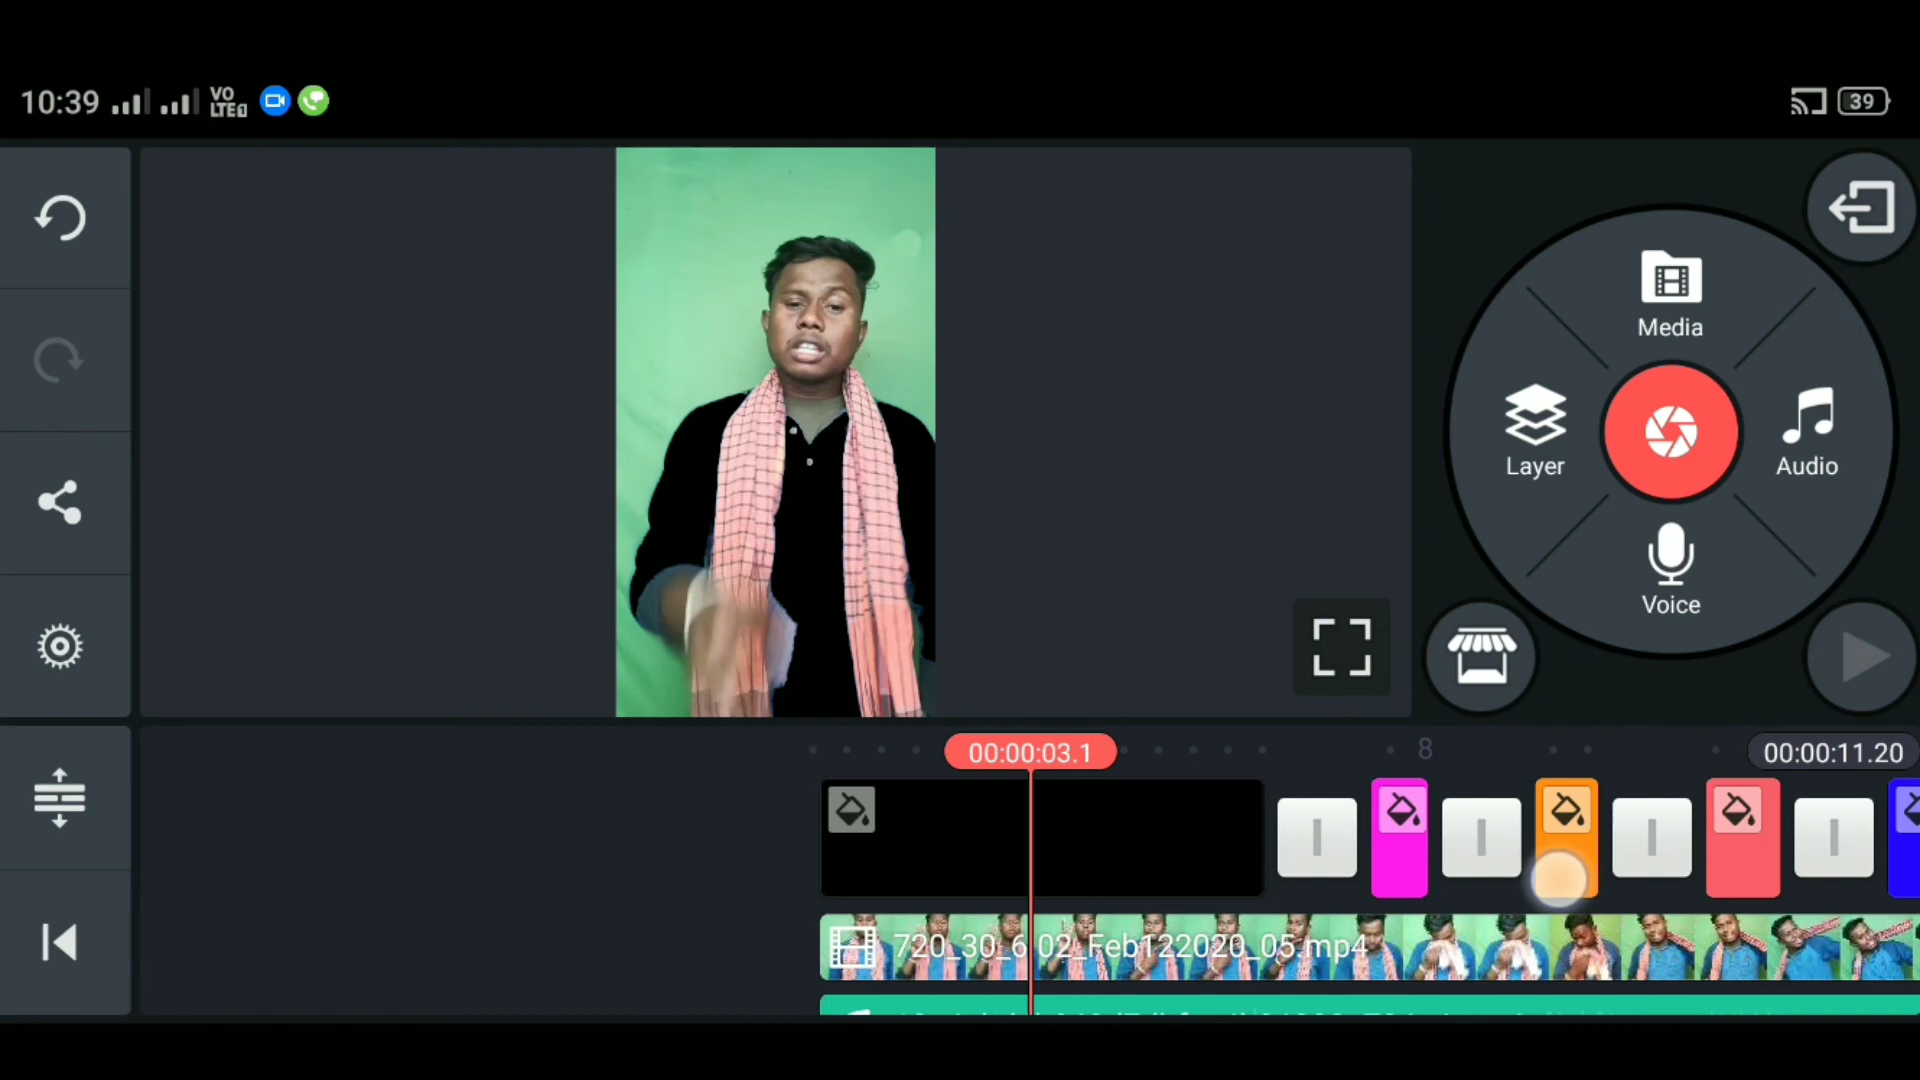 10:39 VO LTE1 39
Media
Layer
Audio
Voice
00:00:03.1
8
00:00:11.20
720_30_6.02_Feb122020_05.mp4